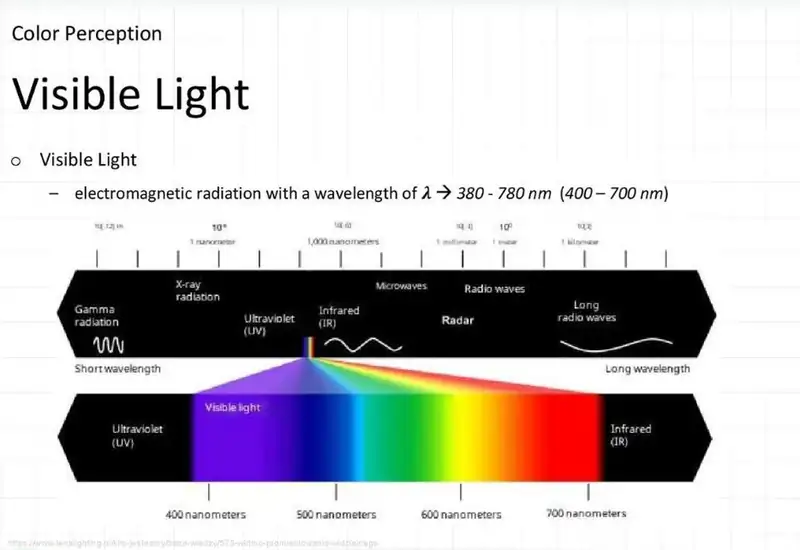 Color Perception
Visible Light
o Visible Light
– electromagnetic radiation with a wavelength of λ → 380 - 780 nm (400 – 700 nm)
1 nanometer 1,000 nanometers 1 meter 1 kilometer
X-ray
radiation
Microwaves
Radio waves
Gamma
radiation
Ultraviolet
(UV)
Infrared
(IR)
Radar
Long
radio waves
Short wavelength
Long wavelength
Visible light
Ultraviolet
(UV)
Infrared
(IR)
400 nanometers 500 nanometers 600 nanometers 700 nanometers